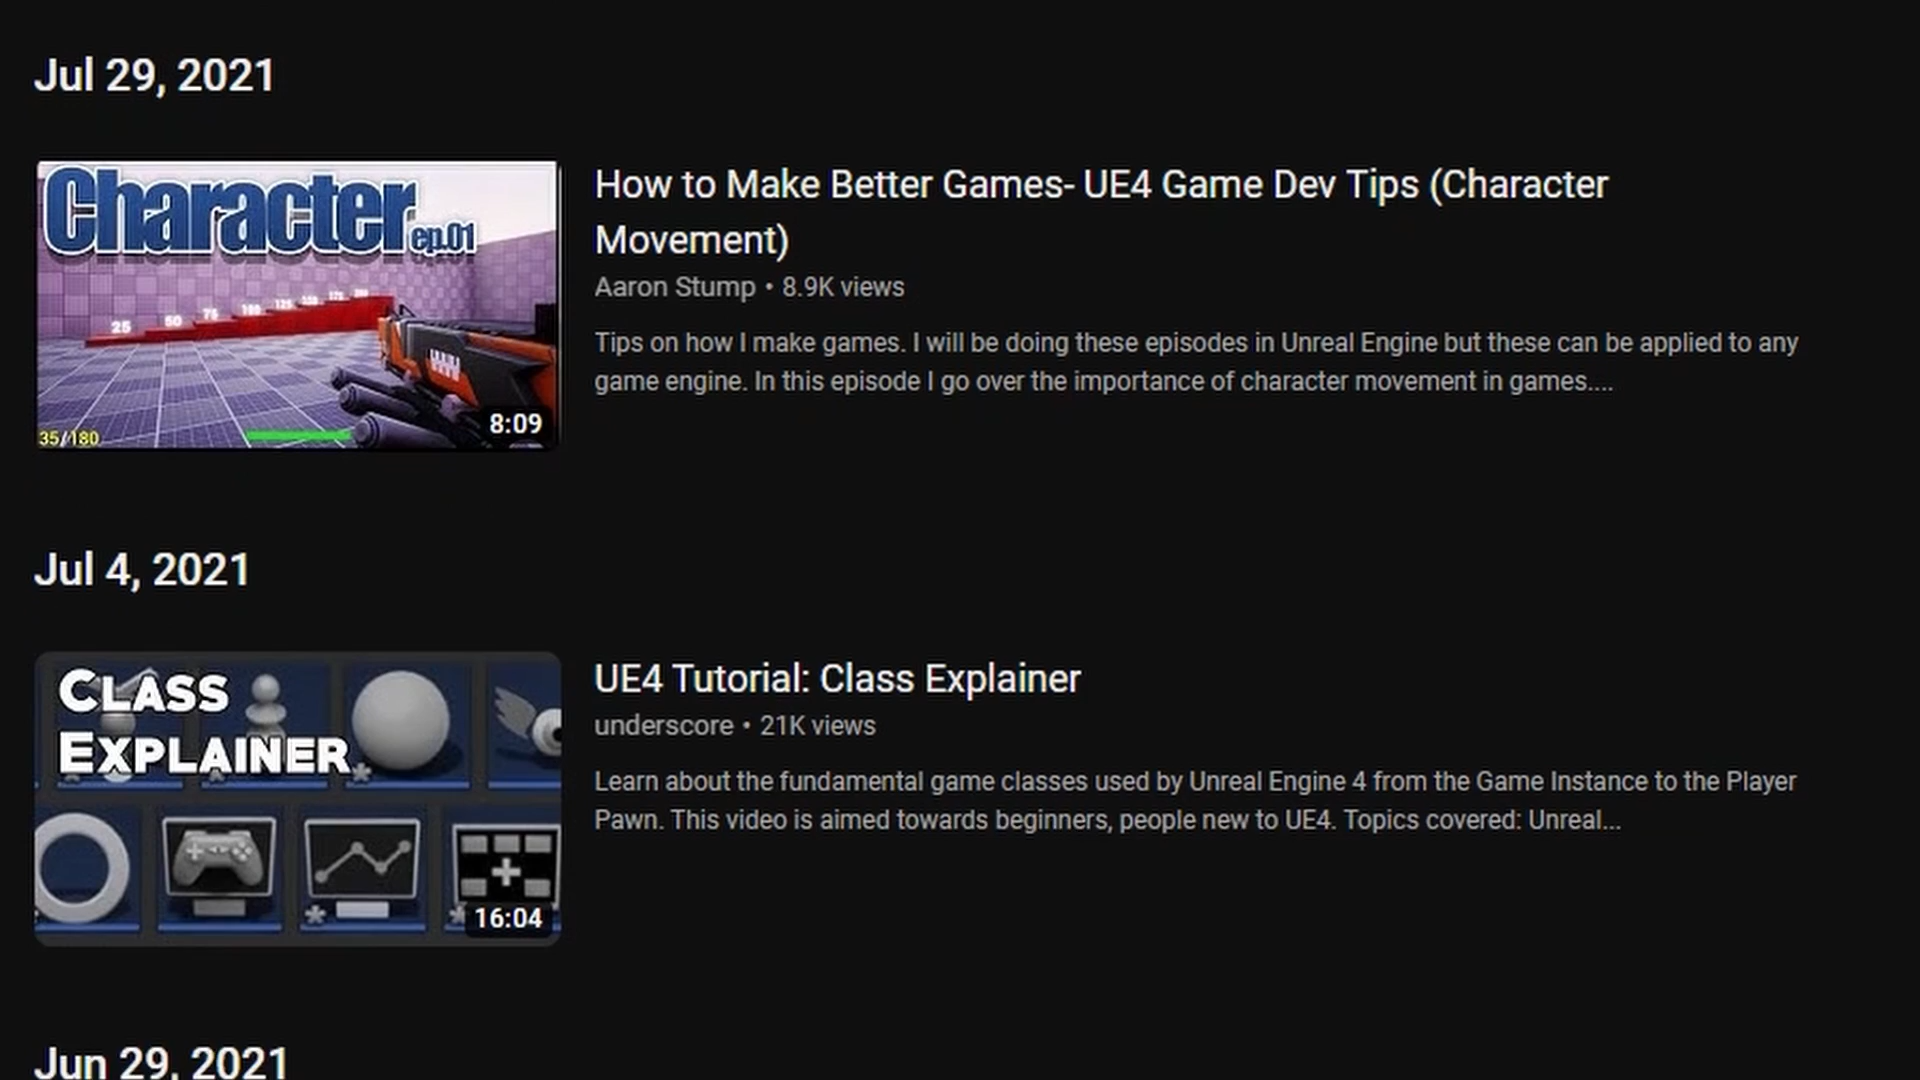 Jul 29, 2021
Character ep.01
25 50 75 100 125 150 175 200
35/180
8:09
How to Make Better Games- UE4 Game Dev Tips (Character
Movement)
Aaron Stump • 8.9K views
Tips on how I make games. I will be doing these episodes in Unreal Engine but these can be applied to any
game engine. In this episode I go over the importance of character movement in games....
Jul 4, 2021
CLASS
EXPLAINER
16:04
UE4 Tutorial: Class Explainer
underscore • 21K views
Learn about the fundamental game classes used by Unreal Engine 4 from the Game Instance to the Player
Pawn. This video is aimed towards beginners, people new to UE4. Topics covered: Unreal...
Jun 29, 2021